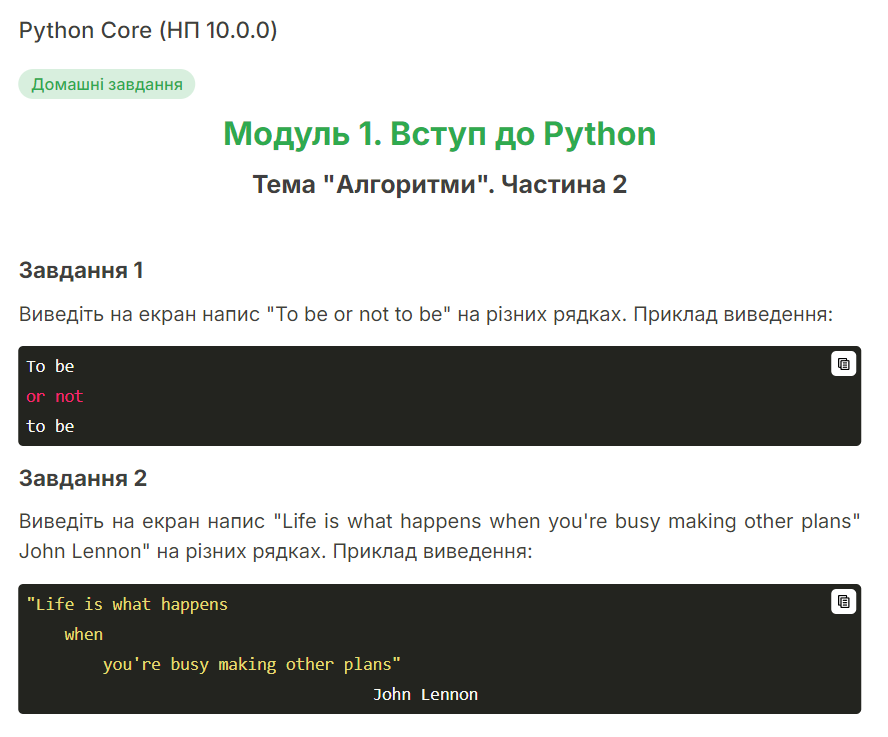 Python Core (НП 10.0.0)
Домашні завдання
Модуль 1. Вступ до Python
Тема "Алгоритми". Частина 2
Завдання 1
Виведіть на екран напис "To be or not to be" на різних рядках. Приклад виведення:
To be
or not
to be
Завдання 2
Виведіть на екран напис "Life is what happens when you're busy making other plans"
John Lennon" на різних рядках. Приклад виведення:
"Life is what happens
    when
        you're busy making other plans"
                                    John Lennon